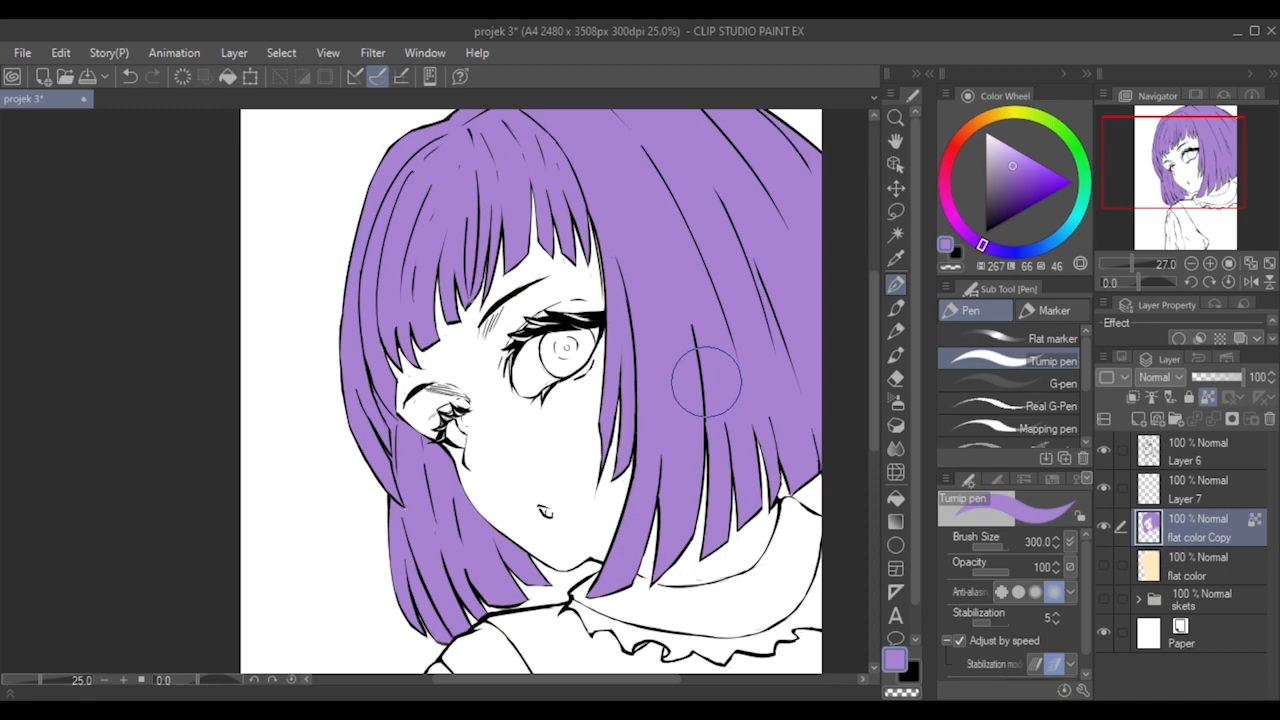 projek 3* (A4 2480 x 3508px 300dpi 25.0%) - CLIP STUDIO PAINT EX
File Edit Story(P) Animation Layer Select View Filter Window Help
projek 3*
Color Wheel
267 66 46
Sub Tool [Pen]
Pen Marker
Flat marker
Turnip pen
G-pen
Real G-Pen
Mapping pen
Turnip pen
Brush Size 300.0
Opacity 100
Anti-aliasin
Stabilization 5
Adjust by speed
Stabilization mode
Navigator
27.0
0.0
Layer Property
Effect
Layer
Normal 100
100 % Normal
Layer 6
100 % Normal
Layer 7
100 % Normal
flat color Copy
100 % Normal
flat color
100 % Normal
skets
Paper
25.0 0.0